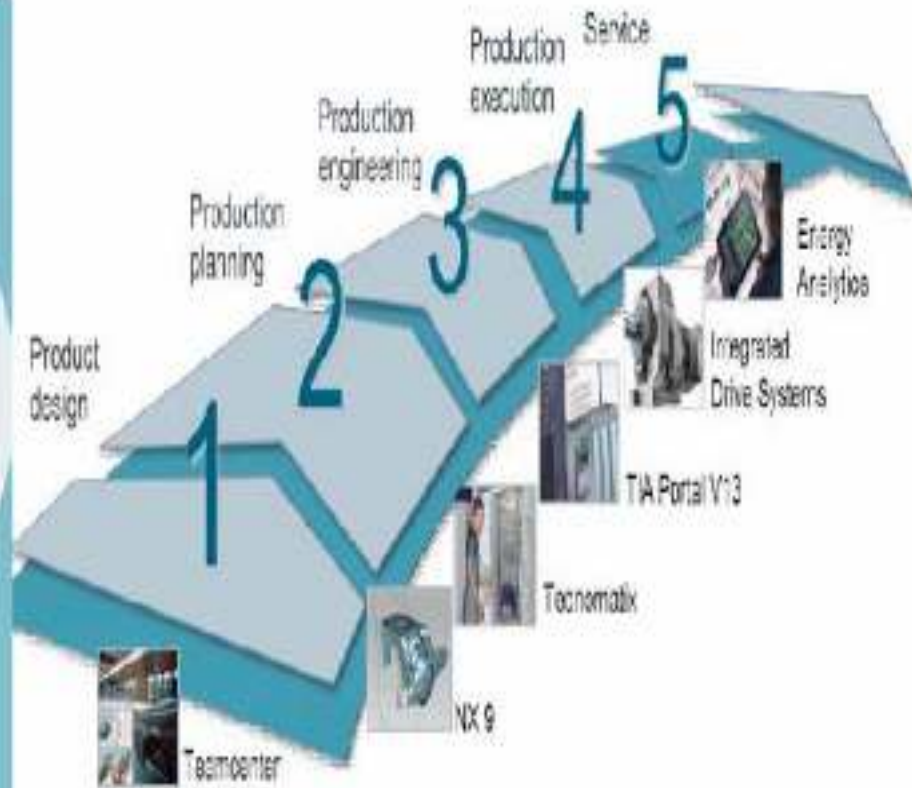 Product
design
1
Production
planning
2
Production
engineering
3
Production
execution
4
Service
5
Energy
Analytics
Integrated
Drive Systems
TIA Portal V13
Tecnomatix
NX 9
Teamcenter